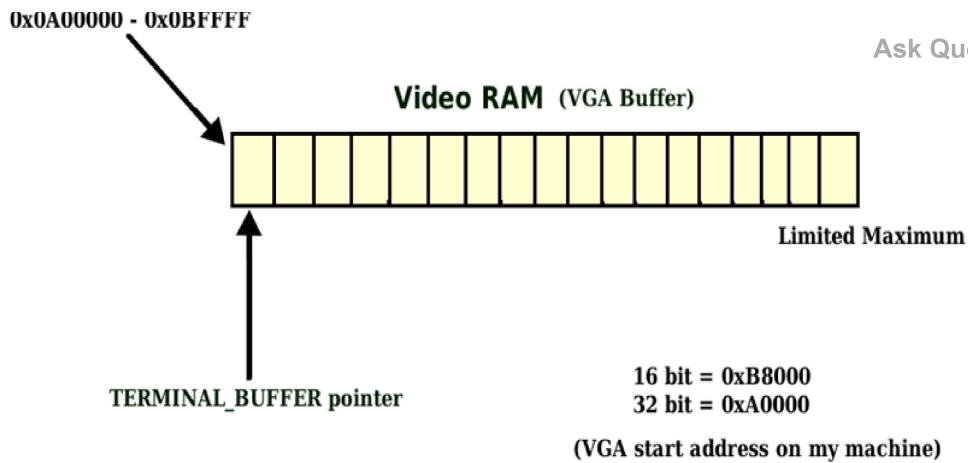 0x0A00000 - 0x0BFFFF
Ask Que
Video RAM (VGA Buffer)
Limited Maximum
TERMINAL_BUFFER pointer
16 bit = 0xB8000
32 bit = 0xA0000
(VGA start address on my machine)